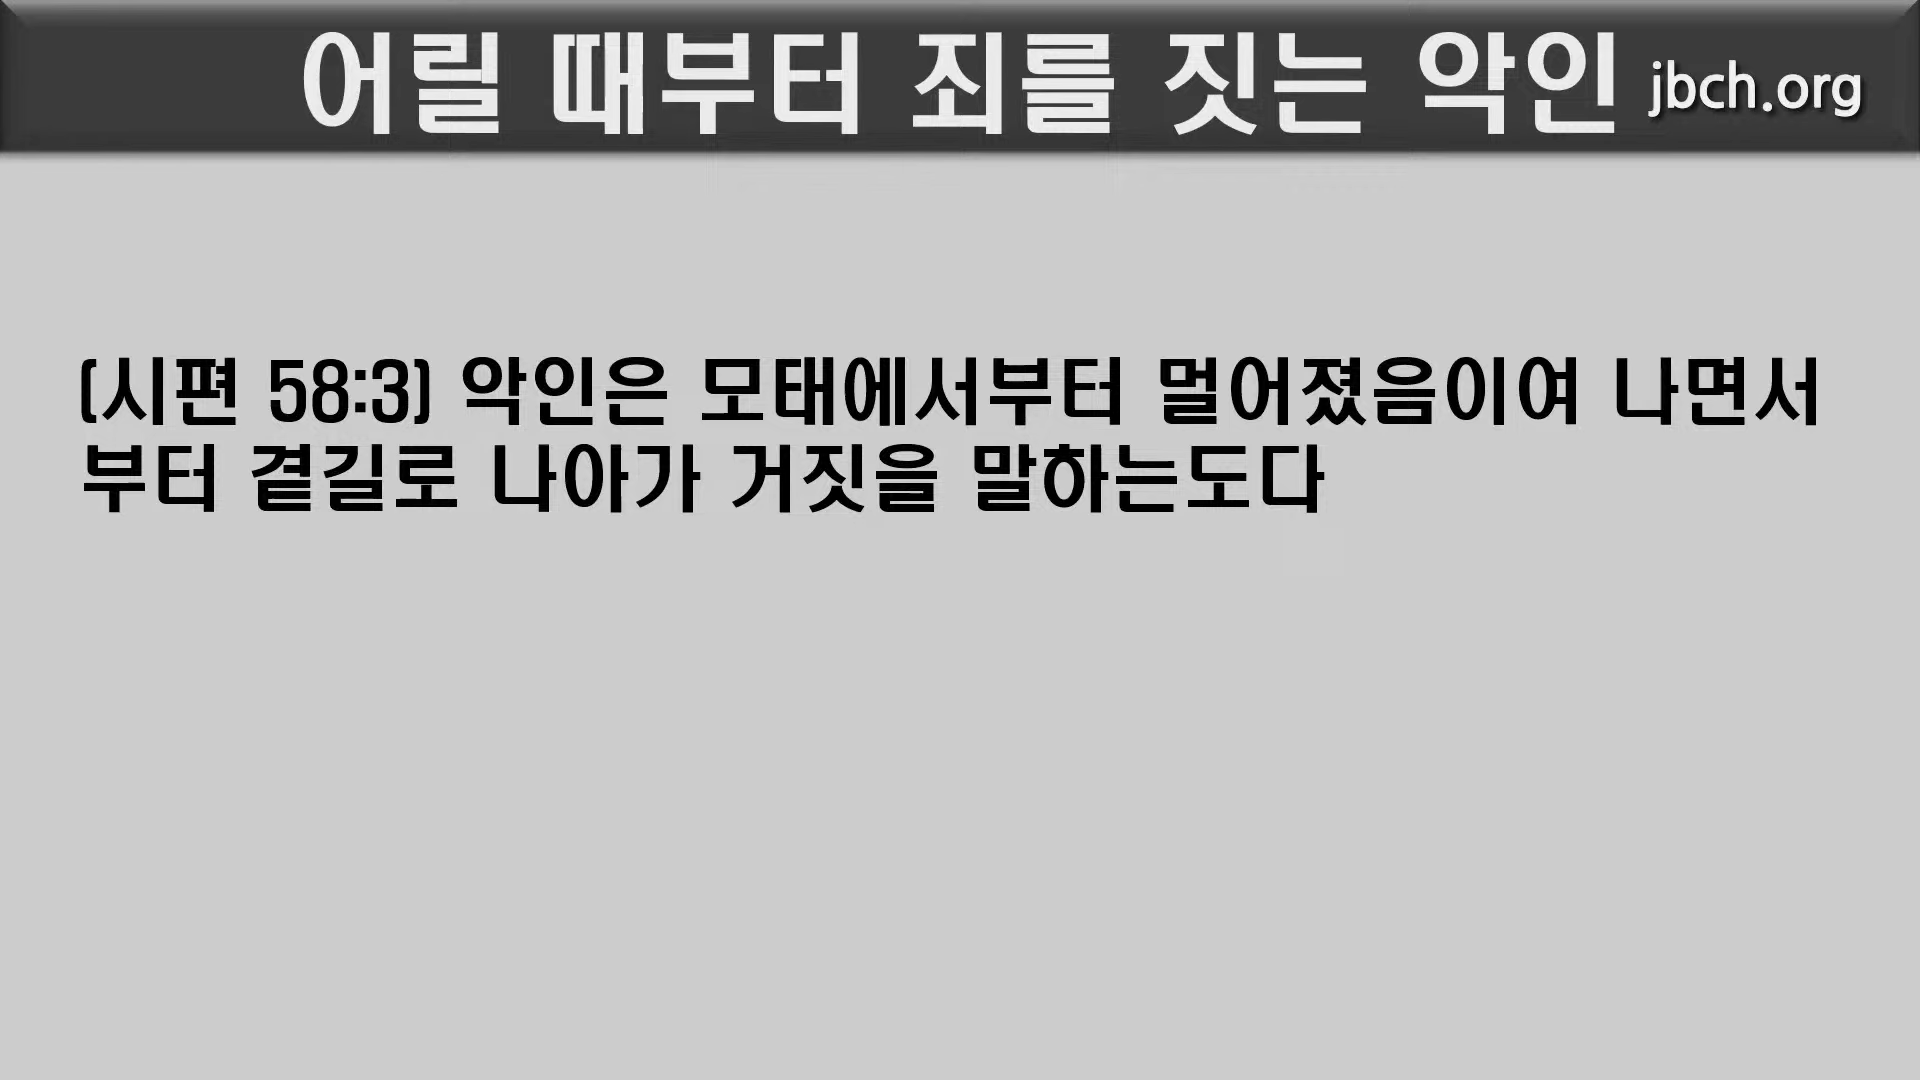 어릴 때부터 죄를 짓는 악인 jbch.org
(시편 58:3) 악인은 모태에서부터 멀어졌음이여 나면서
부터 곁길로 나아가 거짓을 말하는도다